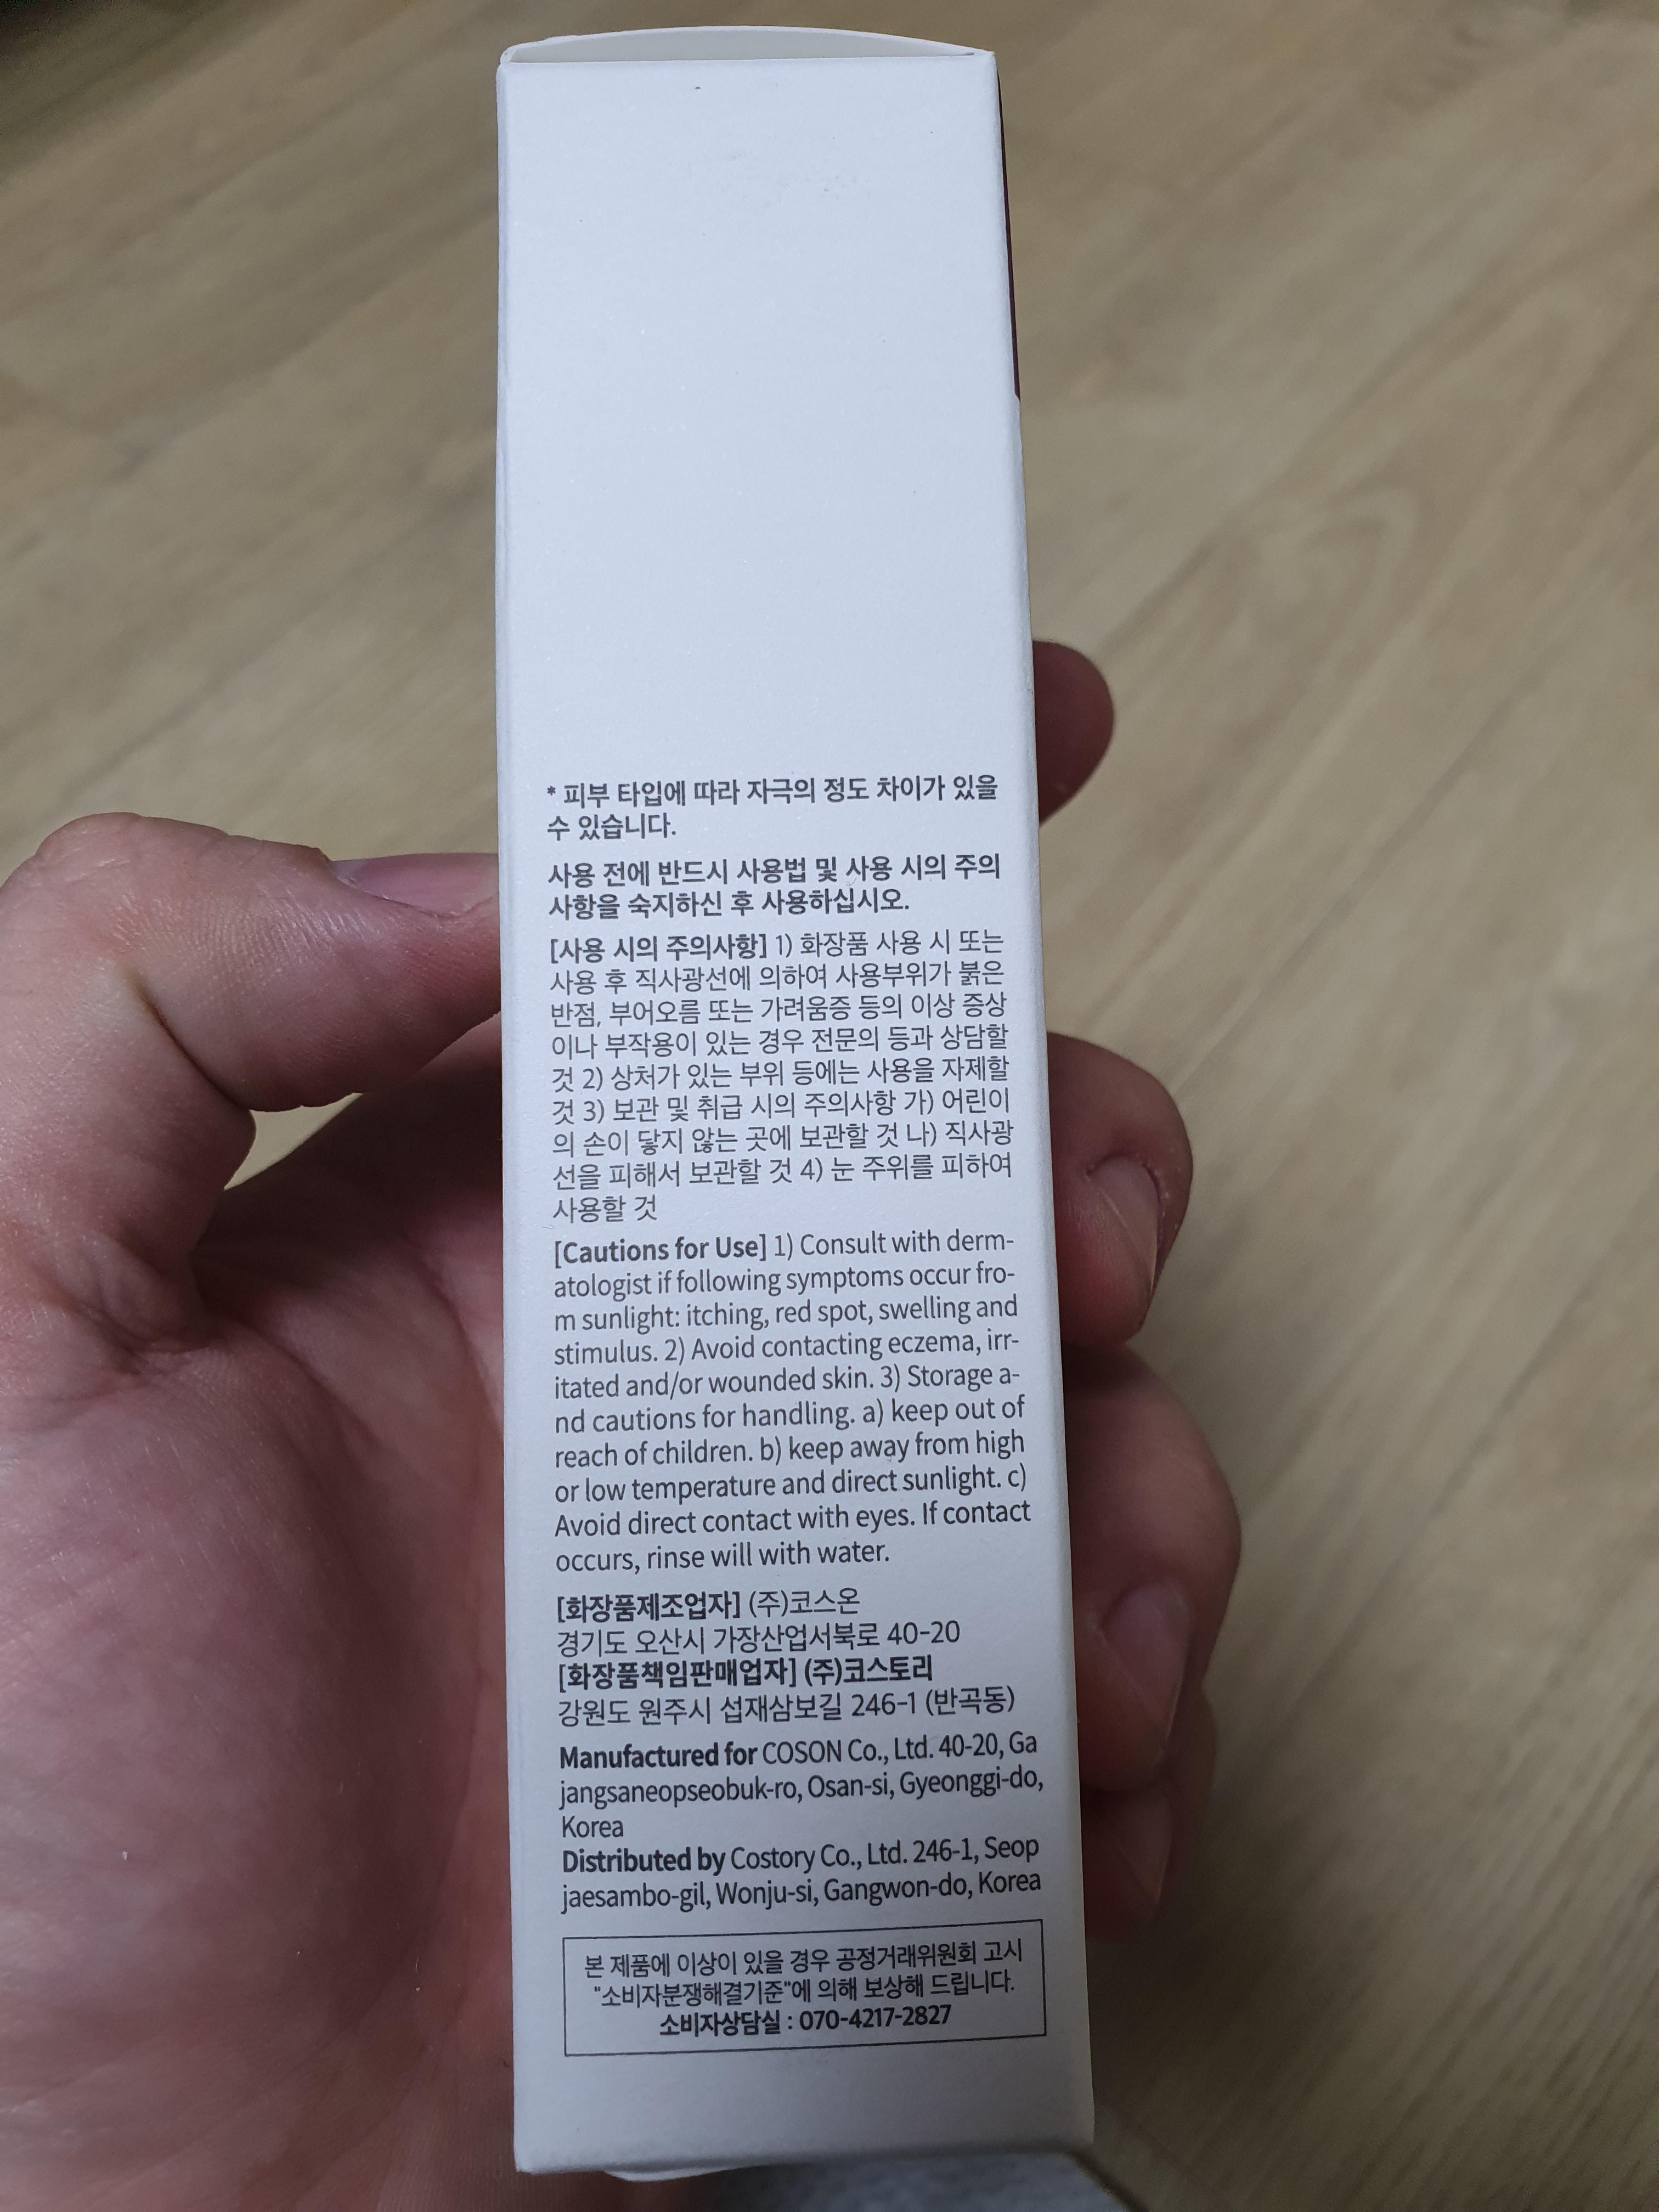 * 피부 타입에 따라 자극의 정도 차이가 있을
수 있습니다.
사용 전에 반드시 사용법 및 사용 시의 주의
사항을 숙지하신 후 사용하십시오.
[사용 시의 주의사항] 1) 화장품 사용 시 또는
사용 후 직사광선에 의하여 사용부위가 붉은
반점, 부어오름 또는 가려움증 등의 이상 증상
이나 부작용이 있는 경우 전문의 등과 상담할
것 2) 상처가 있는 부위 등에는 사용을 자제할
것 3) 보관 및 취급 시의 주의사항 가) 어린이
의 손이 닿지 않는 곳에 보관할 것 나) 직사광
선을 피해서 보관할 것 4) 눈 주위를 피하여
사용할 것
[Cautions for Use] 1) Consult with derm-
atologist if following symptoms occur fro-
m sunlight: itching, red spot, swelling and
stimulus. 2) Avoid contacting eczema, irr-
itated and/or wounded skin. 3) Storage a-
nd cautions for handling. a) keep out of
reach of children. b) keep away from high
or low temperature and direct sunlight. c)
Avoid direct contact with eyes. If contact
occurs, rinse will with water.
[화장품제조업자] (주)코스온
경기도 오산시 가장산업서북로 40-20
[화장품책임판매업자] (주)코스토리
강원도 원주시 섭재삼보길 246-1 (반곡동)
Manufactured for COSON Co., Ltd. 40-20, Ga
jangsaneopseobuk-ro, Osan-si, Gyeonggi-do,
Korea
Distributed by Costory Co., Ltd. 246-1, Seop
jaesambo-gil, Wonju-si, Gangwon-do, Korea
본 제품에 이상이 있을 경우 공정거래위원회 고시
"소비자분쟁해결기준"에 의해 보상해 드립니다.
소비자상담실 : 070-4217-2827